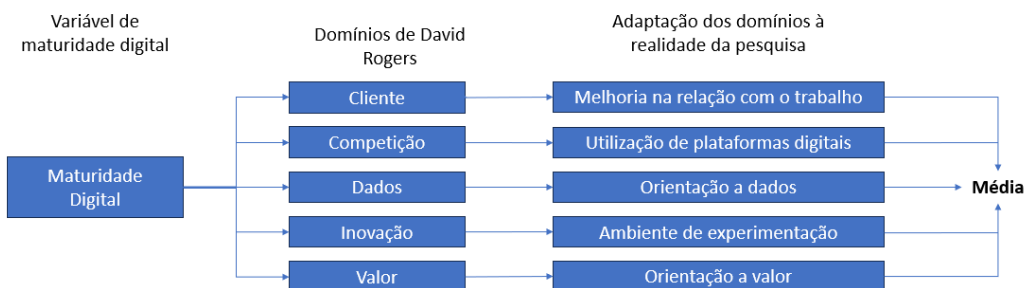 Variável de
maturidade digital
Domínios de David
Rogers
Adaptação dos domínios à
realidade da pesquisa
Cliente
Melhoria na relação com o trabalho
Competição
Utilização de plataformas digitais
Maturidade
Digital
Dados
Orientação a dados
Média
Inovação
Ambiente de experimentação
Valor
Orientação a valor